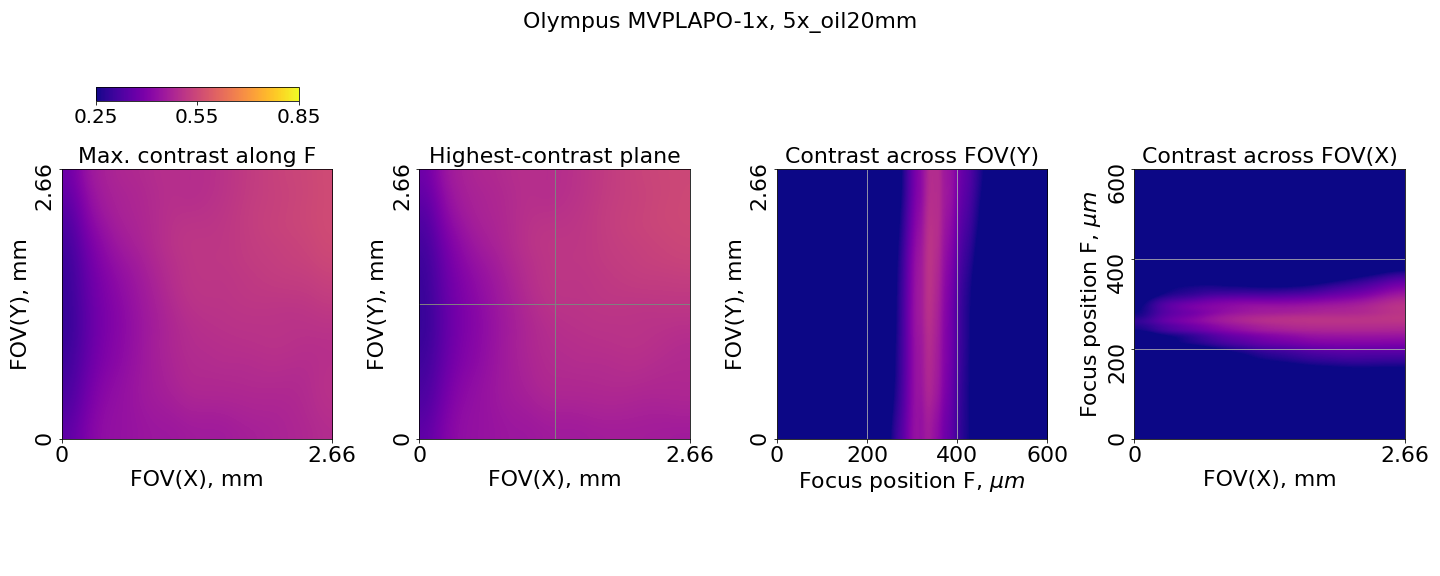 Olympus MVPLAPO-1x, 5x_oil20mm
0.25 0.55 0.85
Max. contrast along F
2.66
FOV(Y), mm
0
0 2.66
FOV(X), mm
Highest-contrast plane
2.66
FOV(Y), mm
0
0 2.66
FOV(X), mm
Contrast across FOV(Y)
2.66
FOV(Y), mm
0
0 200 400 600
Focus position F, μm
Contrast across FOV(X)
600
400
200
0
Focus position F, μm
0 2.66
FOV(X), mm